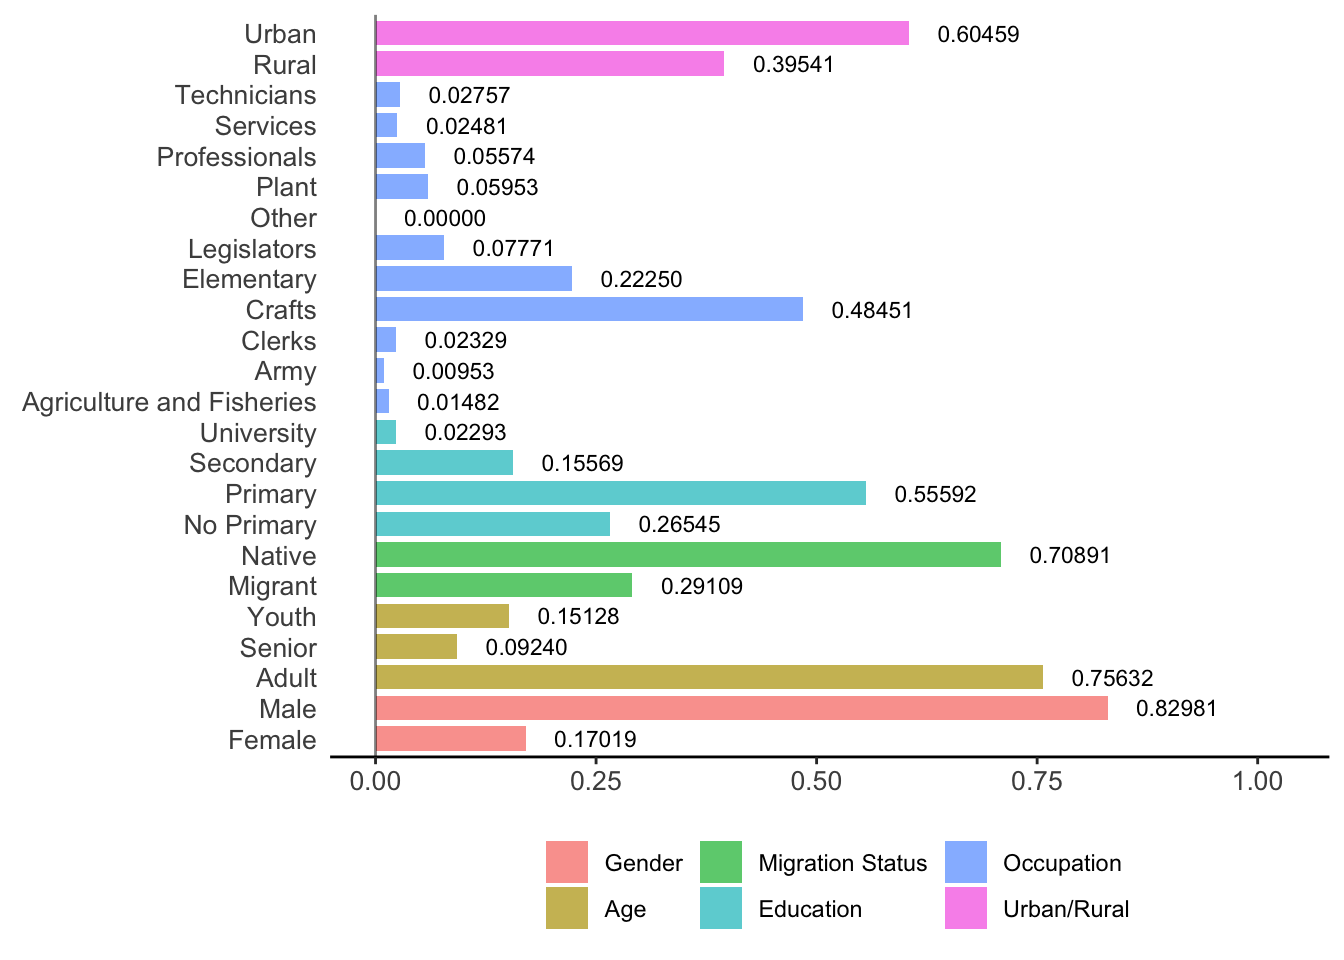 Urban 0.60459
Rural 0.39541
Technicians 0.02757
Services 0.02481
Professionals 0.05574
Plant 0.05953
Other 0.00000
Legislators 0.07771
Elementary 0.22250
Crafts 0.48451
Clerks 0.02329
Army 0.00953
Agriculture and Fisheries 0.01482
University 0.02293
Secondary 0.15569
Primary 0.55592
No Primary 0.26545
Native 0.70891
Migrant 0.29109
Youth 0.15128
Senior 0.09240
Adult 0.75632
Male 0.82981
Female 0.17019
0.00 0.25 0.50 0.75 1.00
Gender Migration Status Occupation
Age Education Urban/Rural